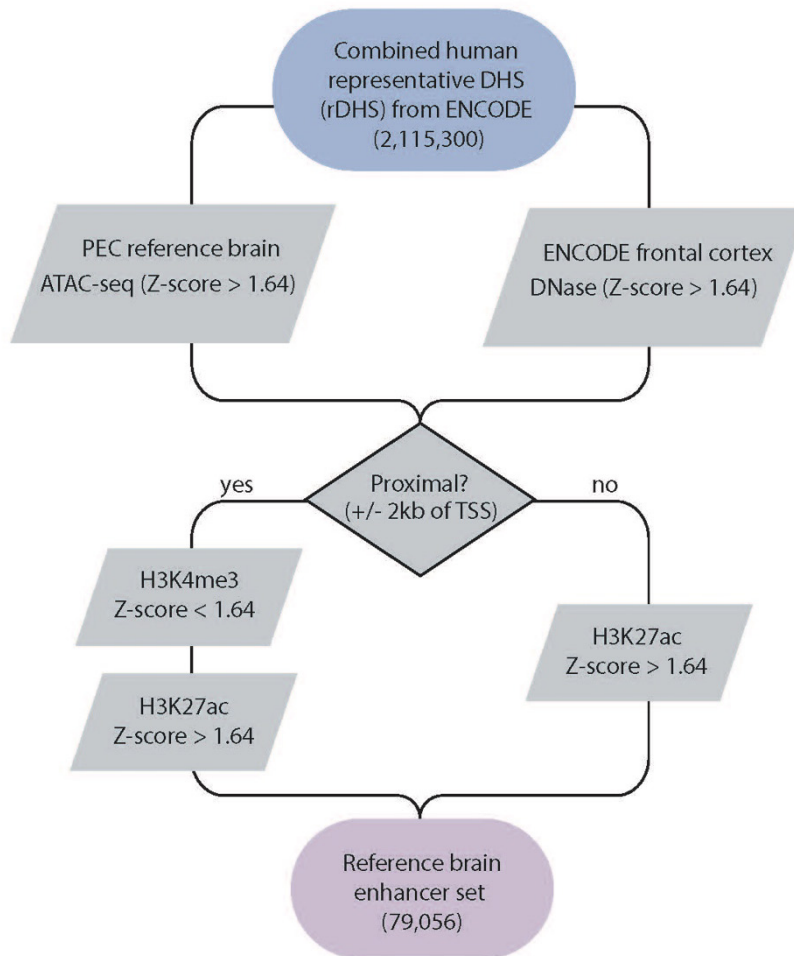 Combined human
representative DHS
(rDHS) from ENCODE
(2,115,300)
PEC reference brain
ATAC-seq (Z-score > 1.64)
ENCODE frontal cortex
DNase (Z-score > 1.64)
Proximal?
(+/- 2kb of TSS)
yes
no
H3K4me3
Z-score < 1.64
H3K27ac
Z-score > 1.64
H3K27ac
Z-score > 1.64
Reference brain
enhancer set
(79,056)